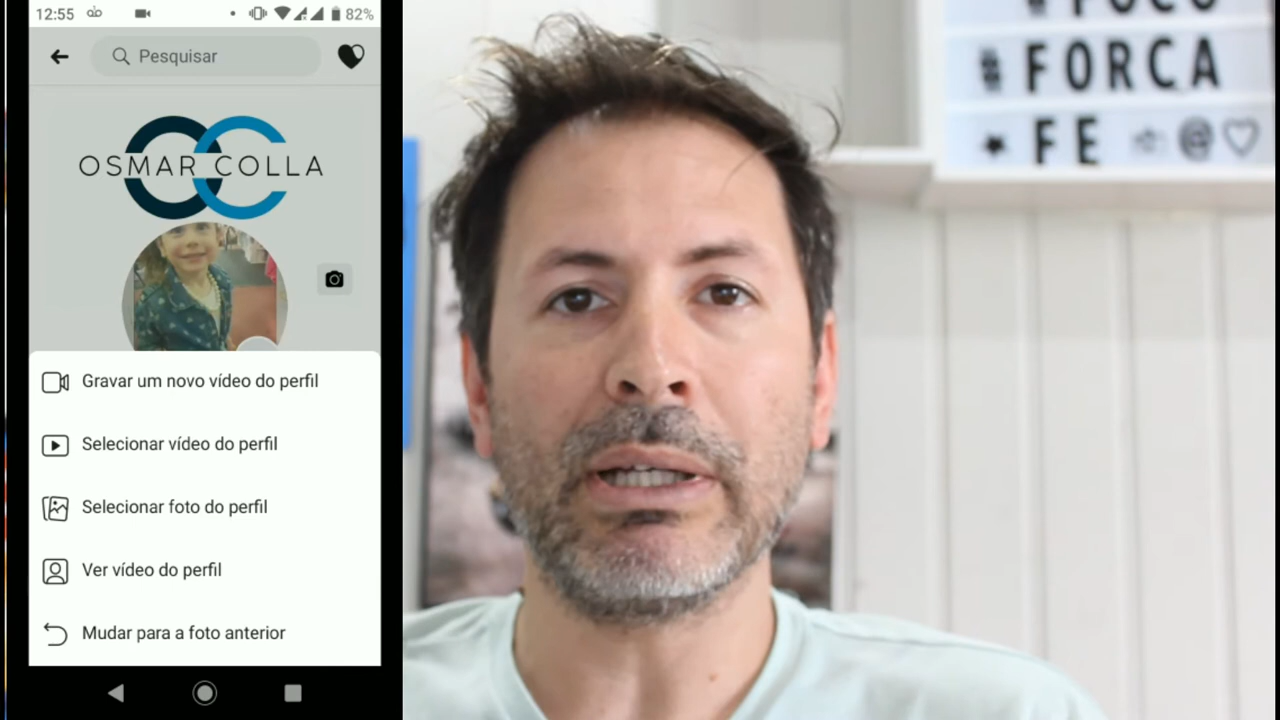 12:55
82%
Pesquisar
OSMAR COLLA
Gravar um novo vídeo do perfil
Selecionar vídeo do perfil
Selecionar foto do perfil
Ver vídeo do perfil
Mudar para a foto anterior
# FOCO
# FORCA
★ FE @♡